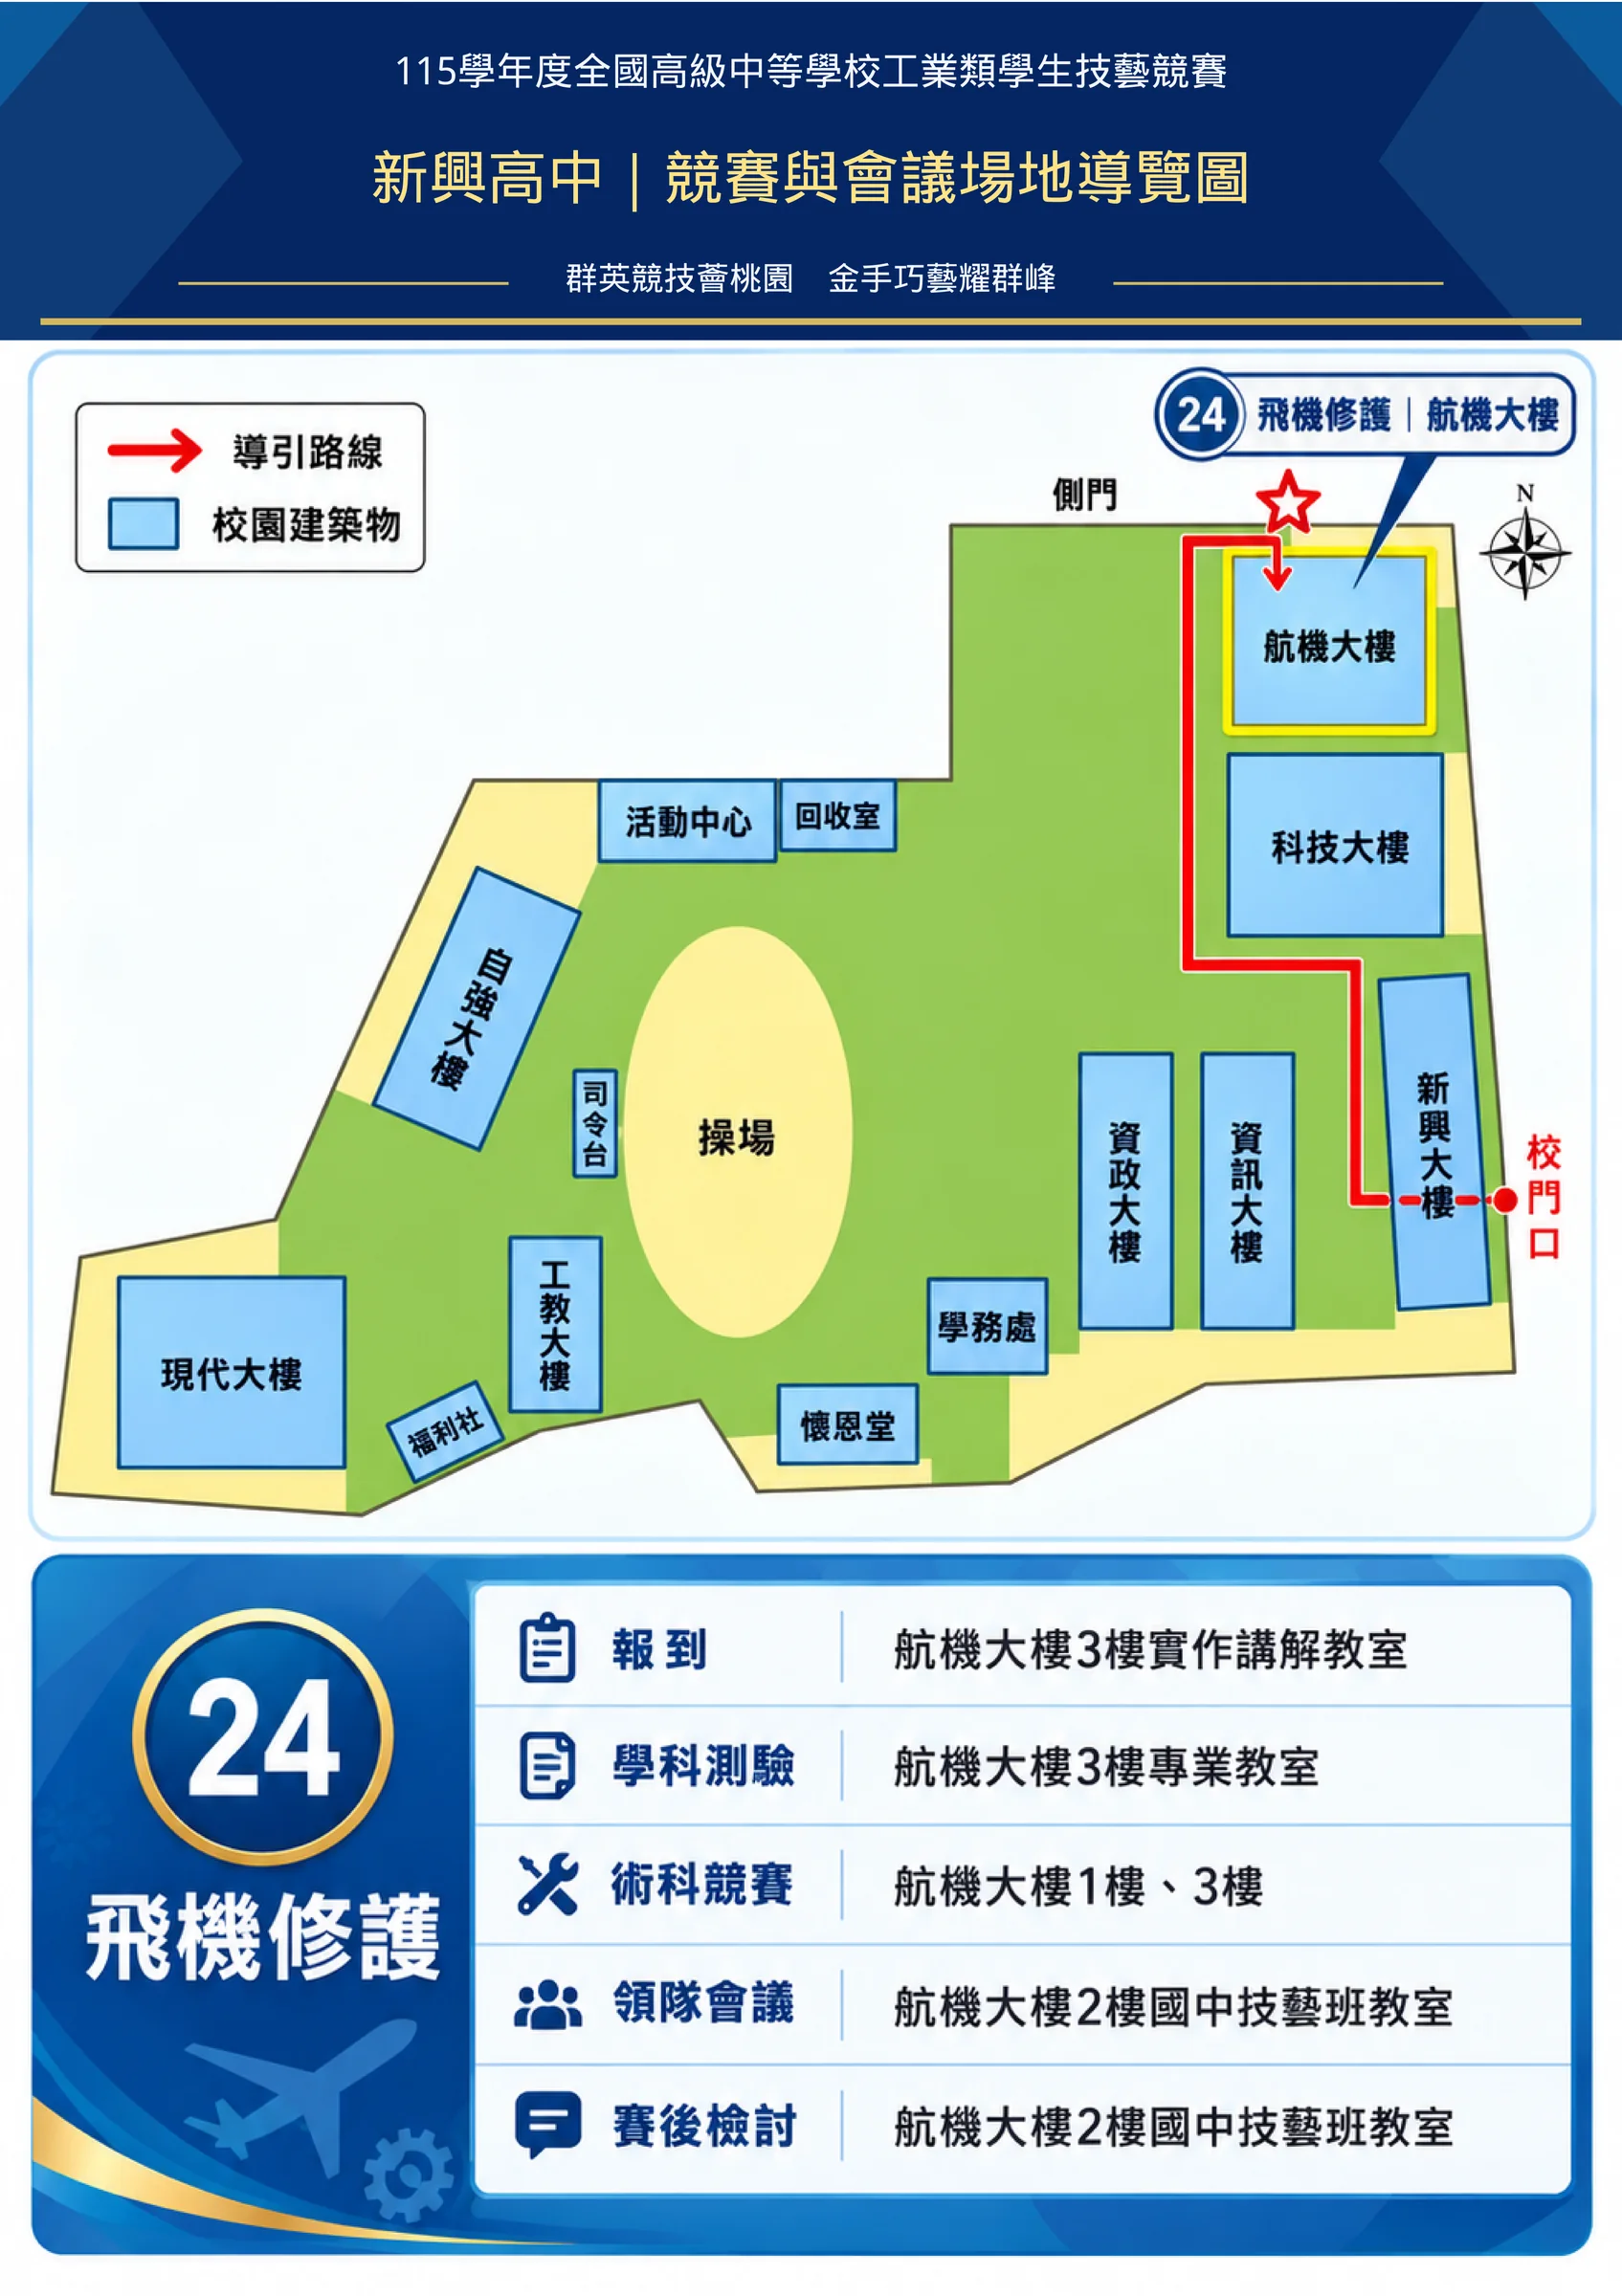 115學年度全國高級中等學校工業類學生技藝競賽
新興高中｜競賽與會議場地導覽圖
群英競技薈桃園　金手巧藝耀群峰
導引路線
校園建築物
24 飛機修護｜航機大樓
側門
N
航機大樓
科技大樓
活動中心
回收室
自強大樓
司令台
操場
資政大樓
資訊大樓
新興大樓
校門口
工教大樓
學務處
現代大樓
福利社
懷恩堂
24
飛機修護
報到 航機大樓3樓實作講解教室
學科測驗 航機大樓3樓專業教室
術科競賽 航機大樓1樓、3樓
領隊會議 航機大樓2樓國中技藝班教室
賽後檢討 航機大樓2樓國中技藝班教室